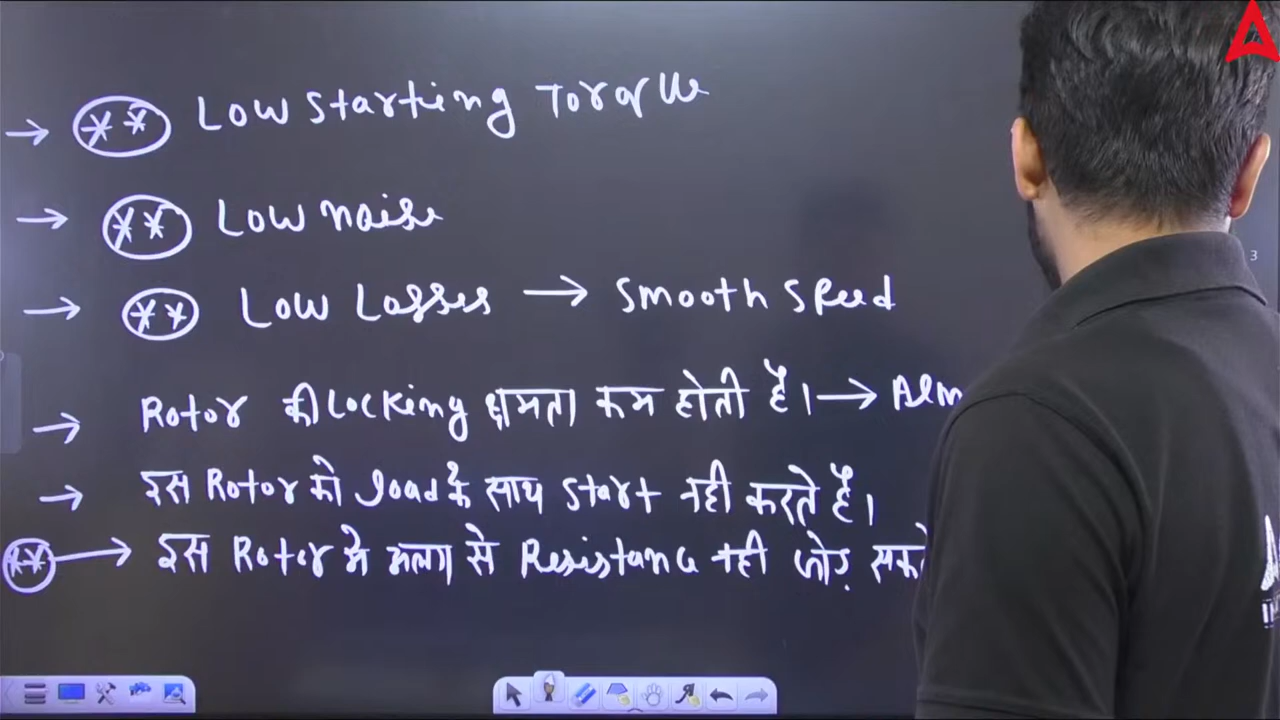 → ** Low Starting Torque
→ ** Low noise
→ ** Low Losses → Smooth Speed
→ Rotor की Locking क्षमता कम होती है। →
→ इस Rotor को load के साथ Start नही करते है।
** → इस Rotor मे अलग से Resistance नही जोड़ सकते
3